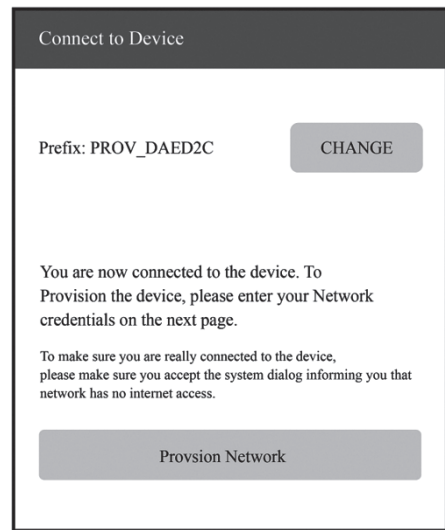 Connect to Device
Prefix: PROV_DAED2C
CHANGE
You are now connected to the device. To
Provision the device, please enter your Network
credentials on the next page.
To make sure you are really connected to the device,
please make sure you accept the system dialog informing you that
network has no internet access.
Provsion Network